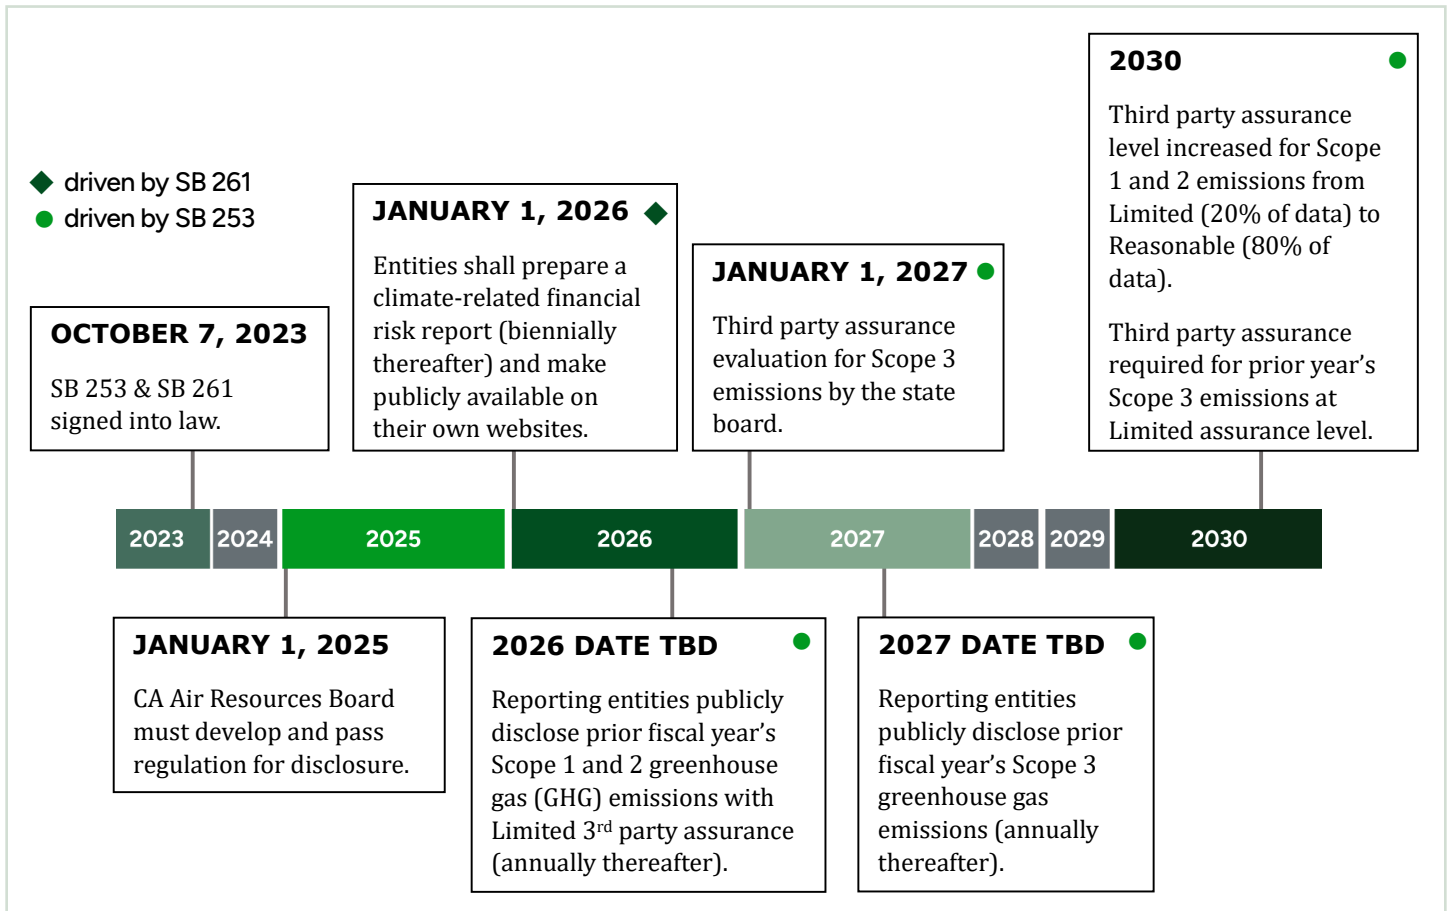 driven by SB 261
driven by SB 253
OCTOBER 7, 2023
SB 253 & SB 261
signed into law.
JANUARY 1, 2026
Entities shall prepare a
climate-related financial
risk report (biennially
thereafter) and make
publicly available on
their own websites.
JANUARY 1, 2027
Third party assurance
evaluation for Scope 3
emissions by the state
board.
2030
Third party assurance
level increased for Scope
1 and 2 emissions from
Limited (20% of data) to
Reasonable (80% of
data).
Third party assurance
required for prior year’s
Scope 3 emissions at
Limited assurance level.
2023 2024 2025 2026 2027 2028 2029 2030
JANUARY 1, 2025
CA Air Resources Board
must develop and pass
regulation for disclosure.
2026 DATE TBD
Reporting entities publicly
disclose prior fiscal year’s
Scope 1 and 2 greenhouse
gas (GHG) emissions with
Limited 3rd party assurance
(annually thereafter).
2027 DATE TBD
Reporting entities
publicly disclose prior
fiscal year’s Scope 3
greenhouse gas
emissions (annually
thereafter).